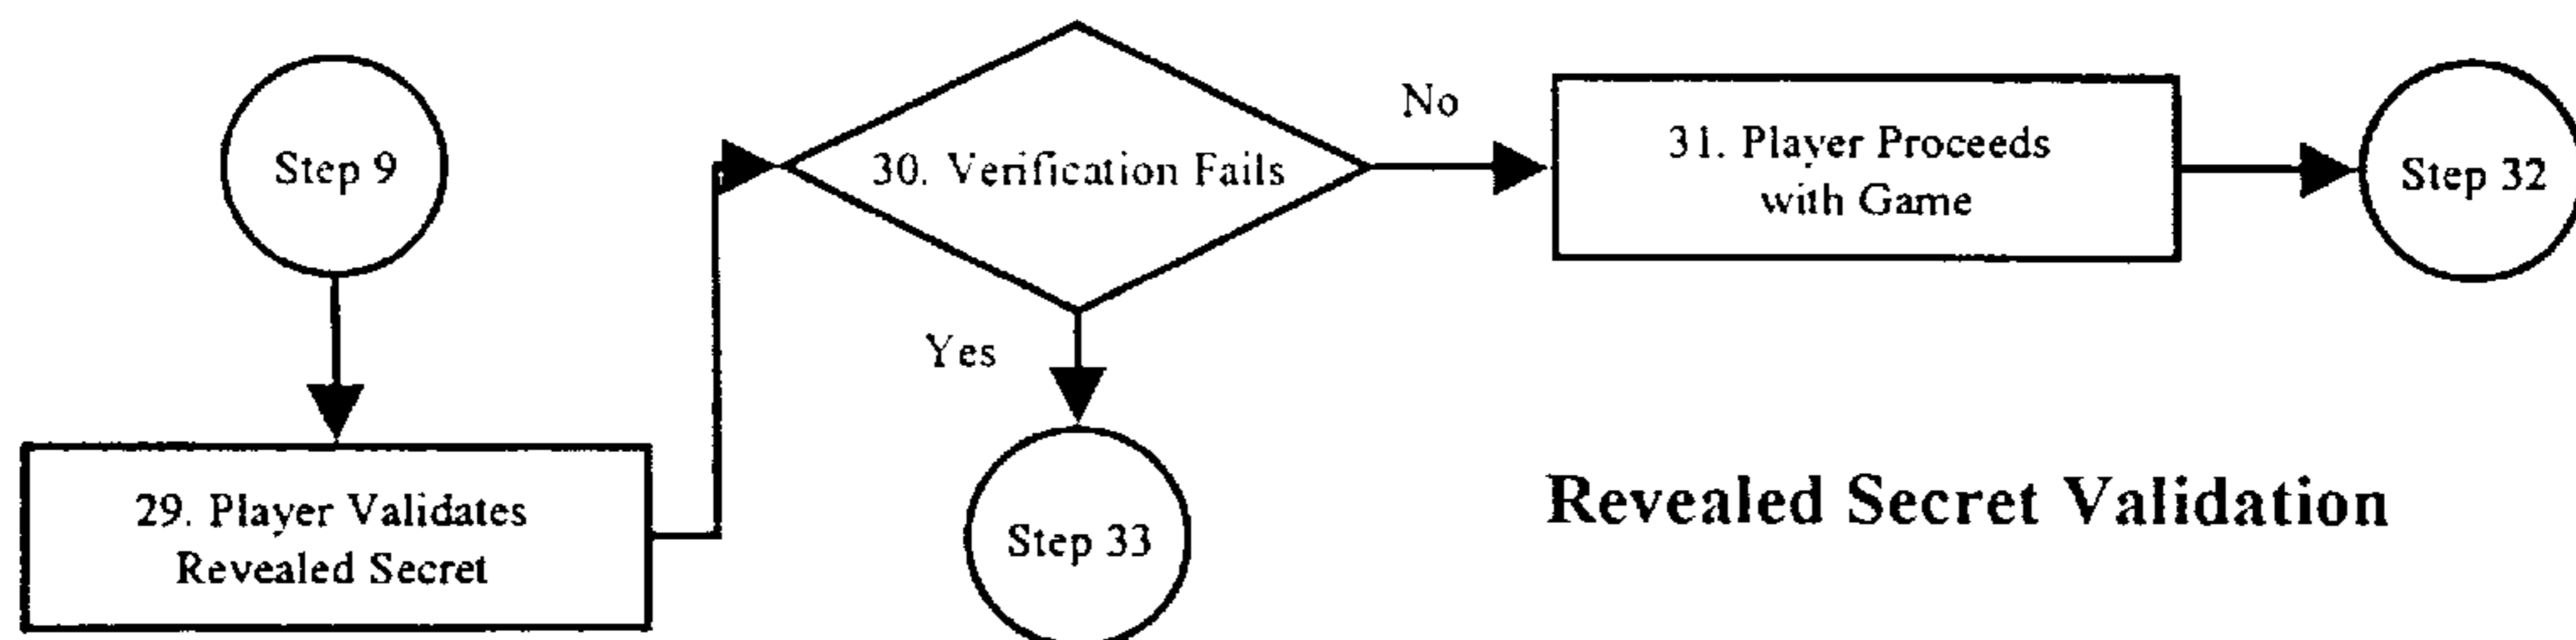 Step 9
29. Player Validates
Revealed Secret
30. Verification Fails
No
Yes
31. Player Proceeds
with Game
Step 32
Step 33
Revealed Secret Validation